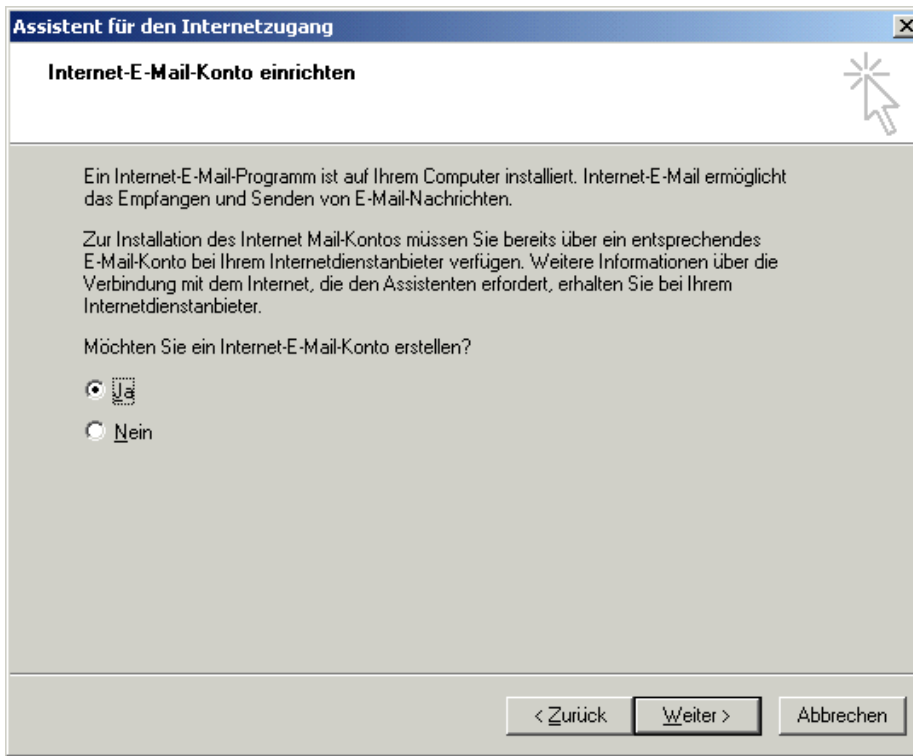 Assistent für den Internetzugang
Internet-E-Mail-Konto einrichten
Ein Internet-E-Mail-Programm ist auf Ihrem Computer installiert. Internet-E-Mail ermöglicht
das Empfangen und Senden von E-Mail-Nachrichten.
Zur Installation des Internet Mail-Kontos müssen Sie bereits über ein entsprechendes
E-Mail-Konto bei Ihrem Internetdienstanbieter verfügen. Weitere Informationen über die
Verbindung mit dem Internet, die den Assistenten erfordert, erhalten Sie bei Ihrem
Internetdienstanbieter.
Möchten Sie ein Internet-E-Mail-Konto erstellen?
Ja
Nein
< Zurück Weiter > Abbrechen